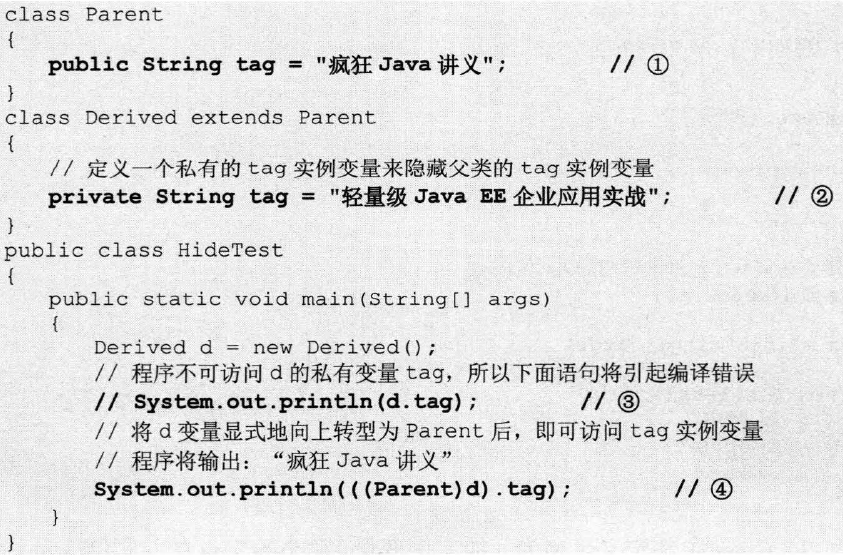 class Parent
{
    public String tag = "疯狂 Java 讲义";          // ①
}
class Derived extends Parent
{
    // 定义一个私有的 tag 实例变量来隐藏父类的 tag 实例变量
    private String tag = "轻量级 Java EE 企业应用实战";          // ②
}
public class HideTest
{
    public static void main(String[] args)
    {
        Derived d = new Derived();
        // 程序不可访问 d 的私有变量 tag，所以下面语句将引起编译错误
        // System.out.println(d.tag);          // ③
        // 将 d 变量显式地向上转型为 Parent 后，即可访问 tag 实例变量
        // 程序将输出：“疯狂 Java 讲义”
        System.out.println(((Parent)d).tag);          // ④
    }
}